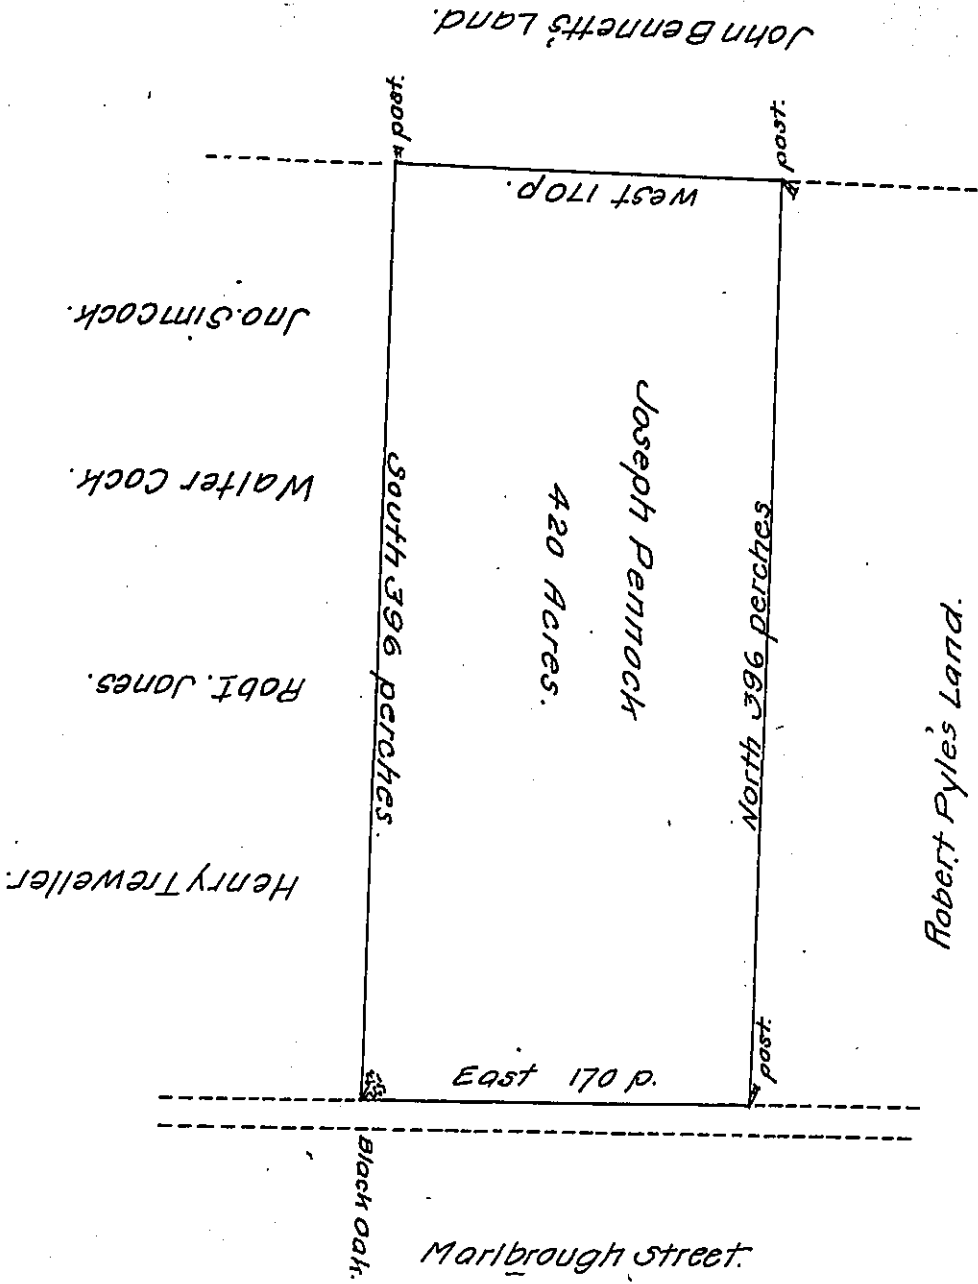 John Bennett's Land.
post.
post.
West 170 p.
Jno. Simcock.
Walter Cock.
Robt. Jones.
Henry Treweller.
South 396 perches.
Joseph Pennock
420 Acres.
North 396 perches
Robert Pyle's Land.
East 170 p.
post.
Black Oak.
Marlbrough Street.